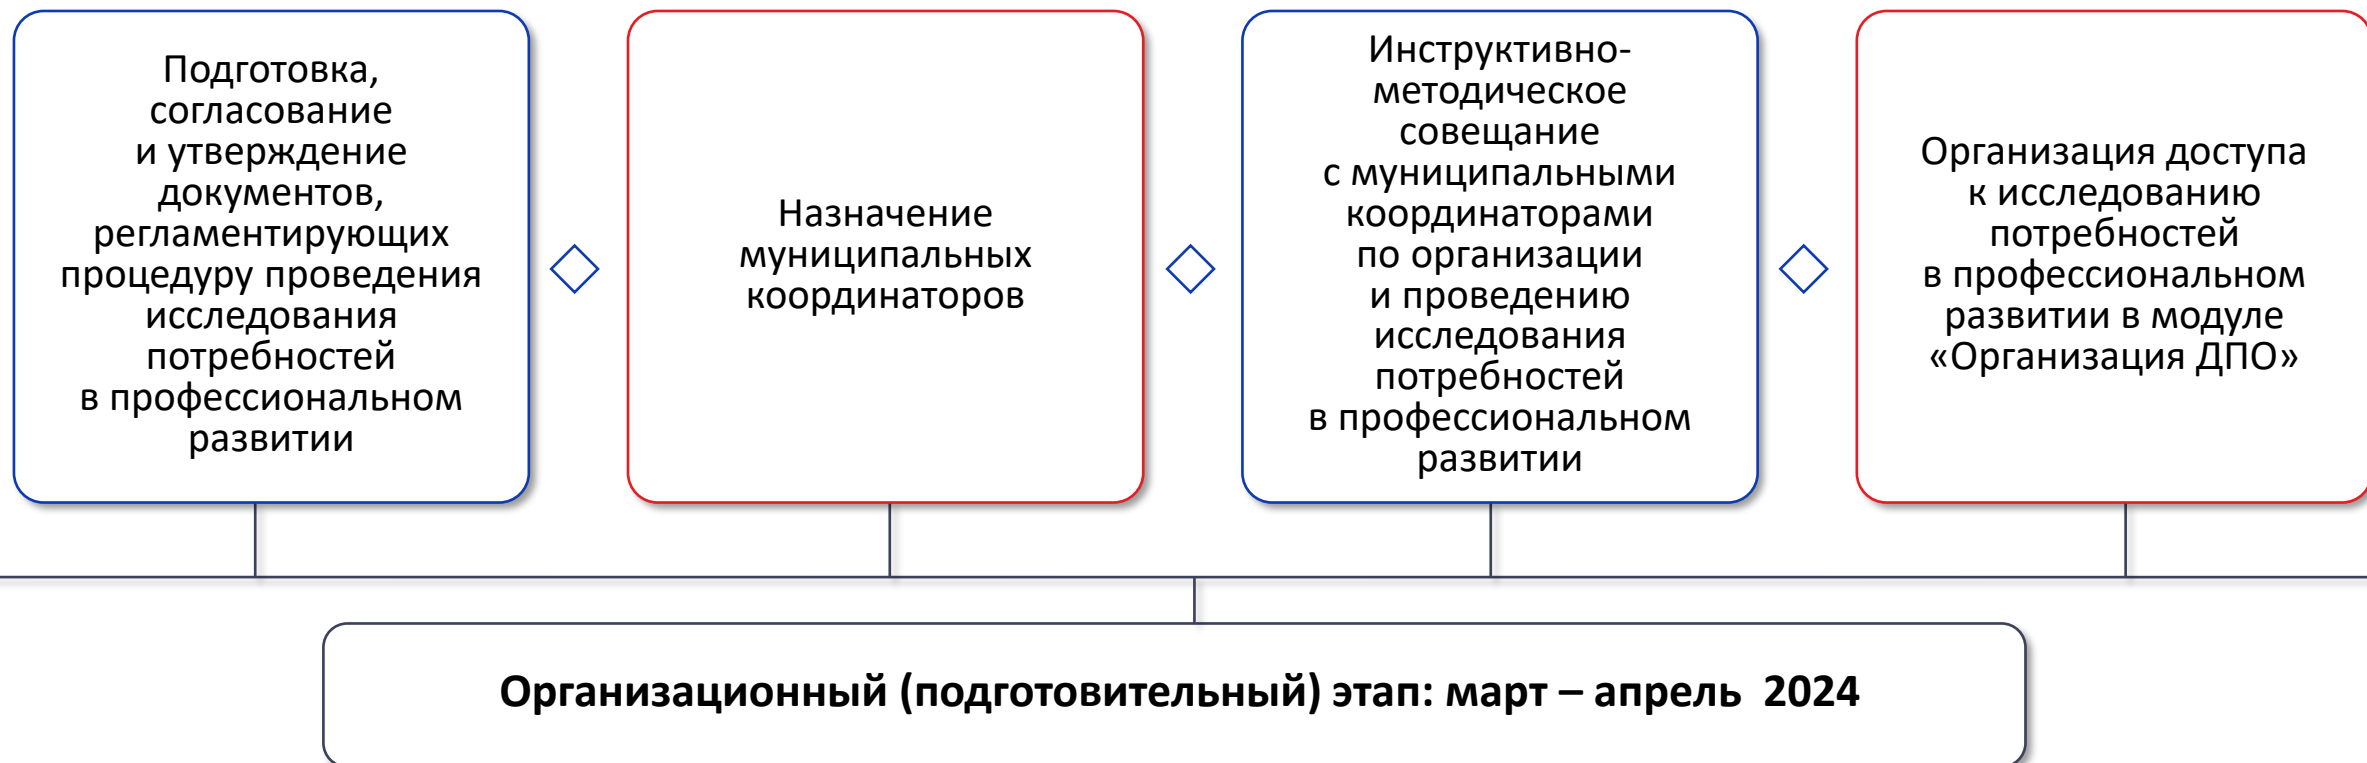 Подготовка,
согласование
и утверждение
документов,
регламентирующих
процедуру проведения
исследования
потребностей
в профессиональном
развитии
Назначение
муниципальных
координаторов
Инструктивно-
методическое
совещание
с муниципальными
координаторами
по организации
и проведению
исследования
потребностей
в профессиональном
развитии
Организация доступа
к исследованию
потребностей
в профессиональном
развитии в модуле
«Организация ДПО»
Организационный (подготовительный) этап: март – апрель 2024